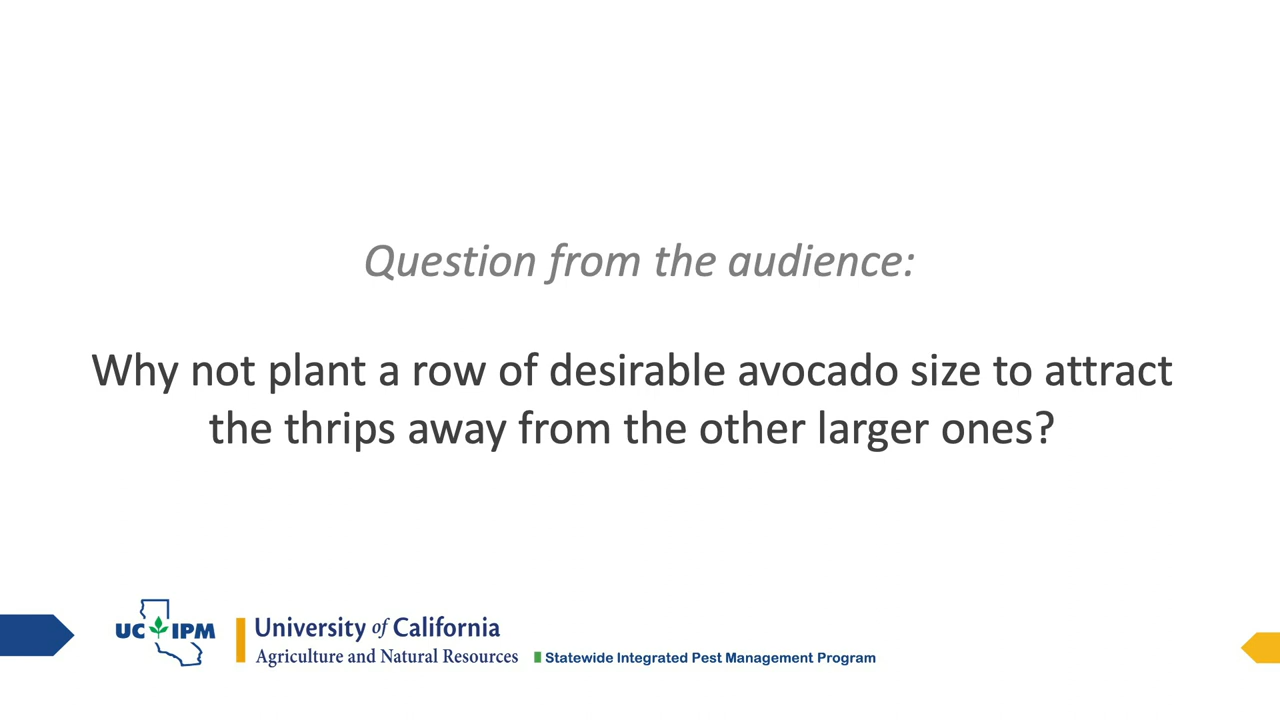 Question from the audience:
Why not plant a row of desirable avocado size to attract
the thrips away from the other larger ones?
UC IPM
University of California
Agriculture and Natural Resources
Statewide Integrated Pest Management Program